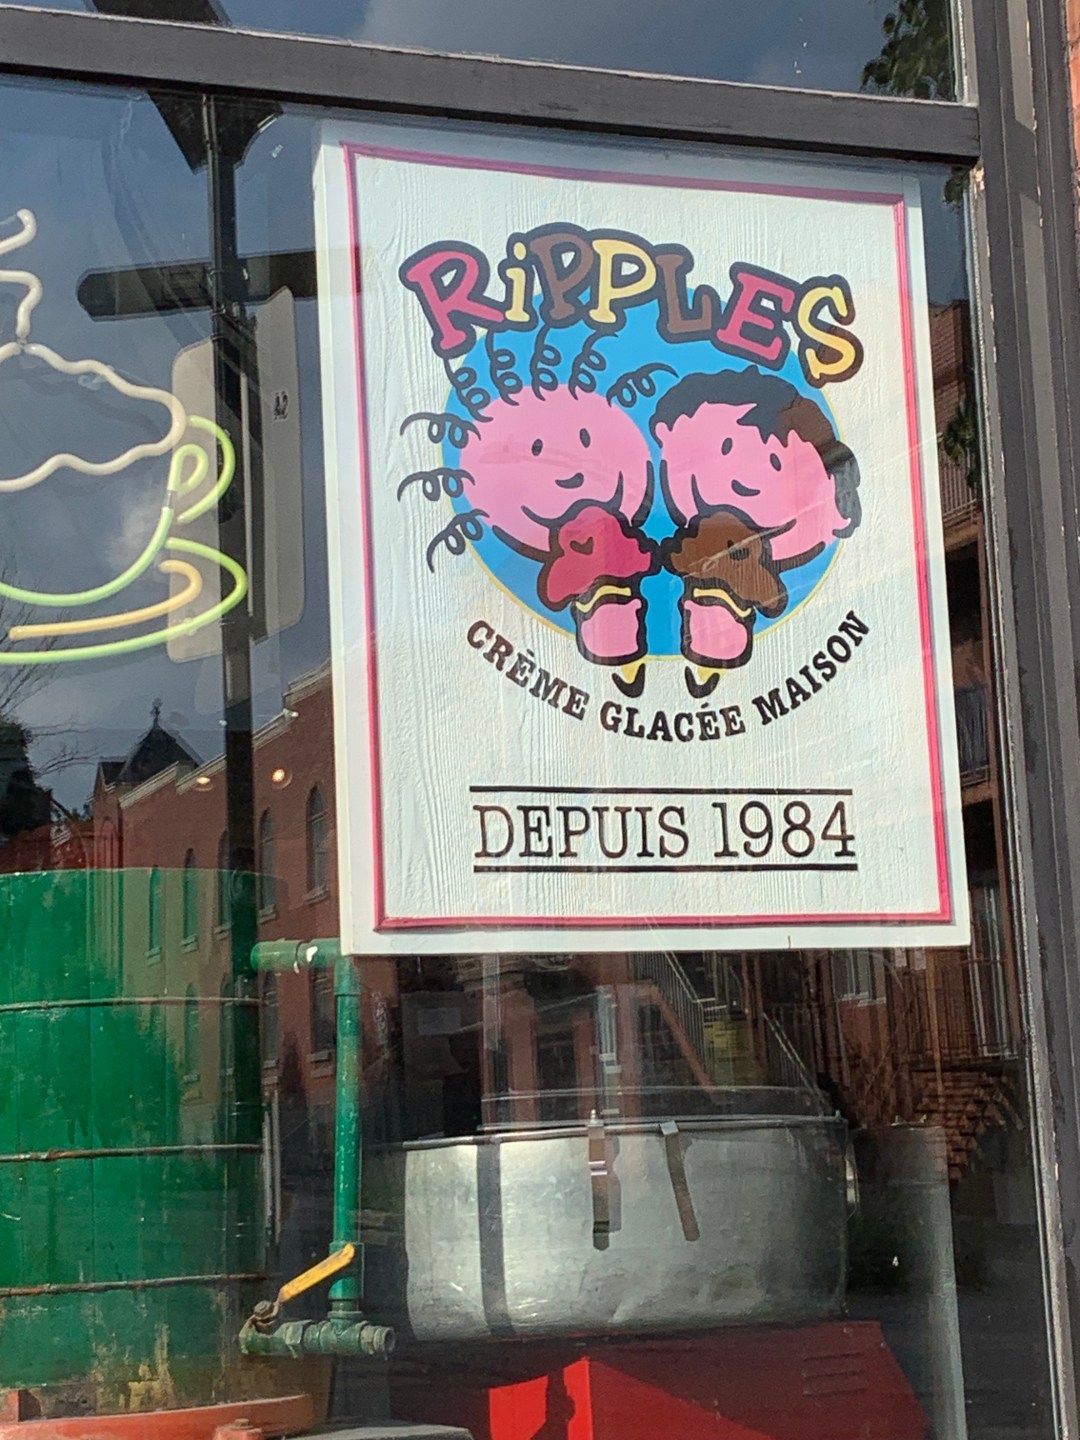 RiPPLES
CRÈME GLACÉE MAISON
DEPUIS 1984